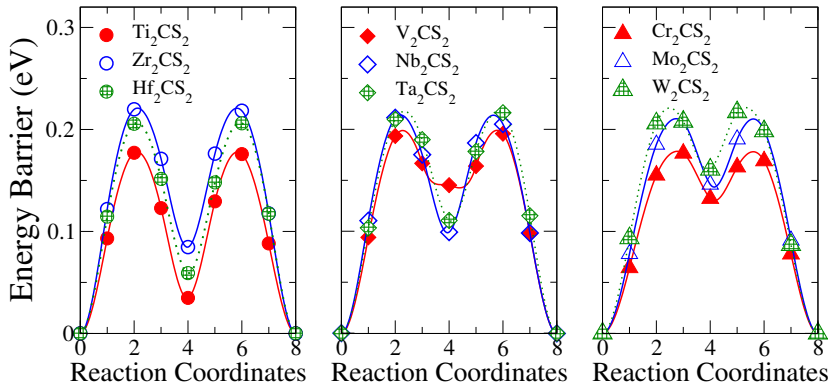 Energy Barrier (eV)
0.3
0.2
0.1
0
Ti2CS2
Zr2CS2
Hf2CS2
0 2 4 6 8
Reaction Coordinates
V2CS2
Nb2CS2
Ta2CS2
0 2 4 6 8
Reaction Coordinates
Cr2CS2
Mo2CS2
W2CS2
0 2 4 6 8
Reaction Coordinates